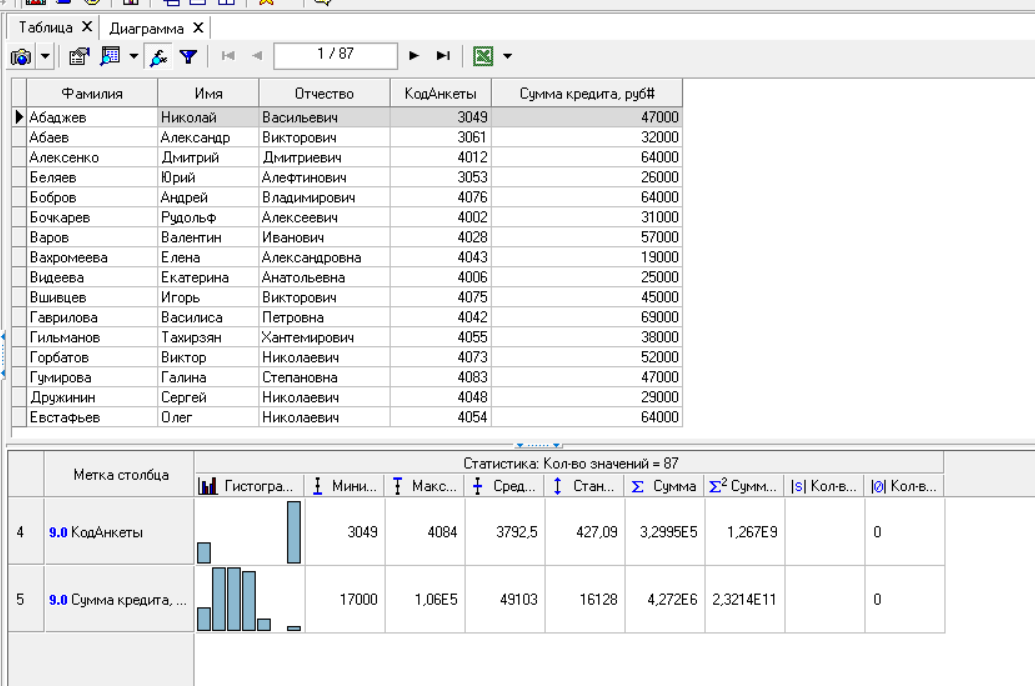 Таблица X Диаграмма X
1 / 87
Фамилия Имя Отчество КодАнкеты Сумма кредита, руб#
Абаджев Николай Васильевич 3049 47000
Абаев Александр Викторович 3061 32000
Алексенко Дмитрий Дмитриевич 4012 64000
Беляев Юрий Алефтинович 3053 26000
Бобров Андрей Владимирович 4076 64000
Бочкарев Рудольф Алексеевич 4002 31000
Варов Валентин Иванович 4028 57000
Вахромеева Елена Александровна 4043 19000
Видеева Екатерина Анатольевна 4006 25000
Вшивцев Игорь Викторович 4075 45000
Гаврилова Василиса Петровна 4042 69000
Гильманов Тахирзян Хантемирович 4055 38000
Горбатов Виктор Николаевич 4073 52000
Гумирова Галина Степановна 4083 47000
Дружинин Сергей Николаевич 4048 29000
Евстафьев Олег Николаевич 4054 64000
Метка столбца Статистика: Кол-во значений = 87
Гистогра... Мини... Макс... Сред... Стан... Σ Сумма Σ² Сумм... |S| Кол-в... |0| Кол-в...
4 9.0 КодАнкеты 3049 4084 3792,5 427,09 3,2995E5 1,267E9 0
5 9.0 Сумма кредита, ... 17000 1,06E5 49103 16128 4,272E6 2,3214E11 0